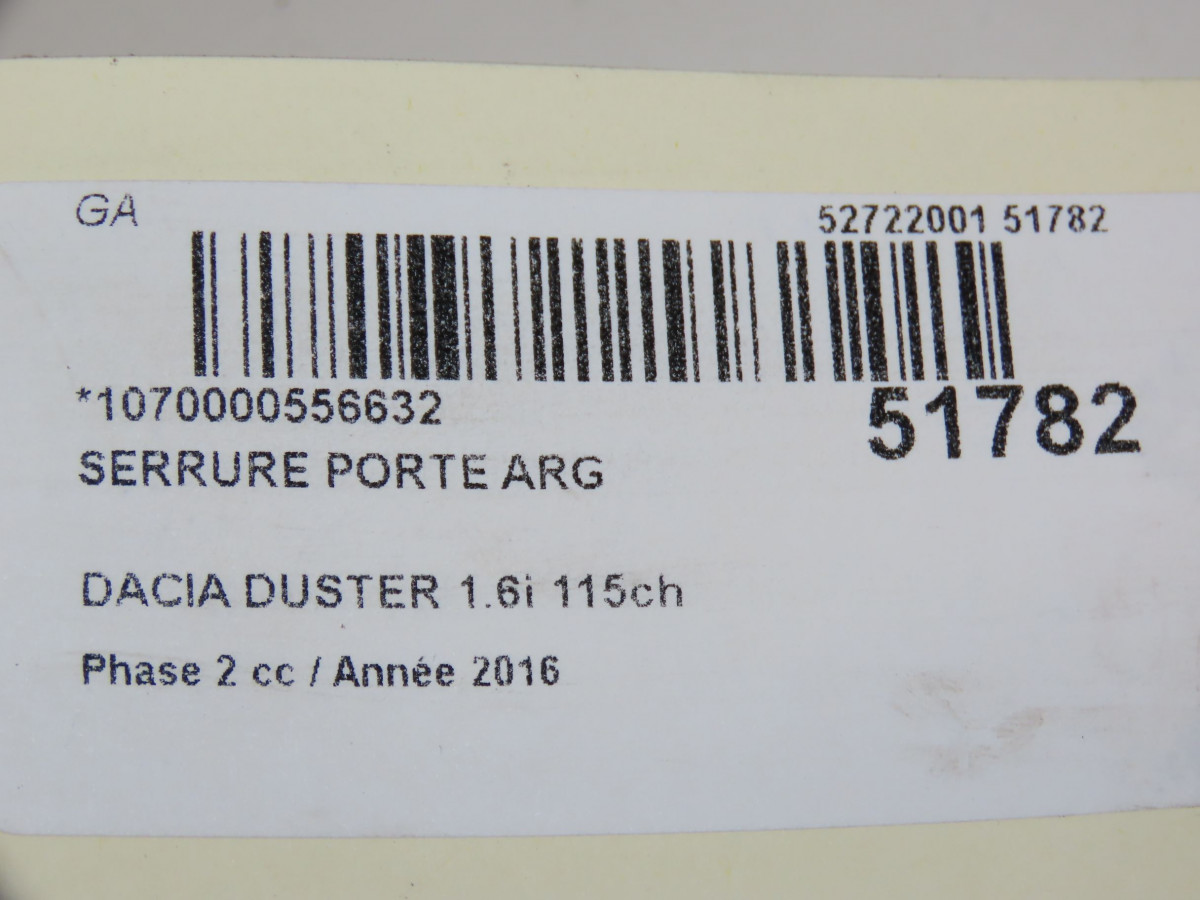 GA
52722001 51782
*1070000556632
51782
SERRURE PORTE ARG
DACIA DUSTER 1.6i 115ch
Phase 2 cc / Année 2016